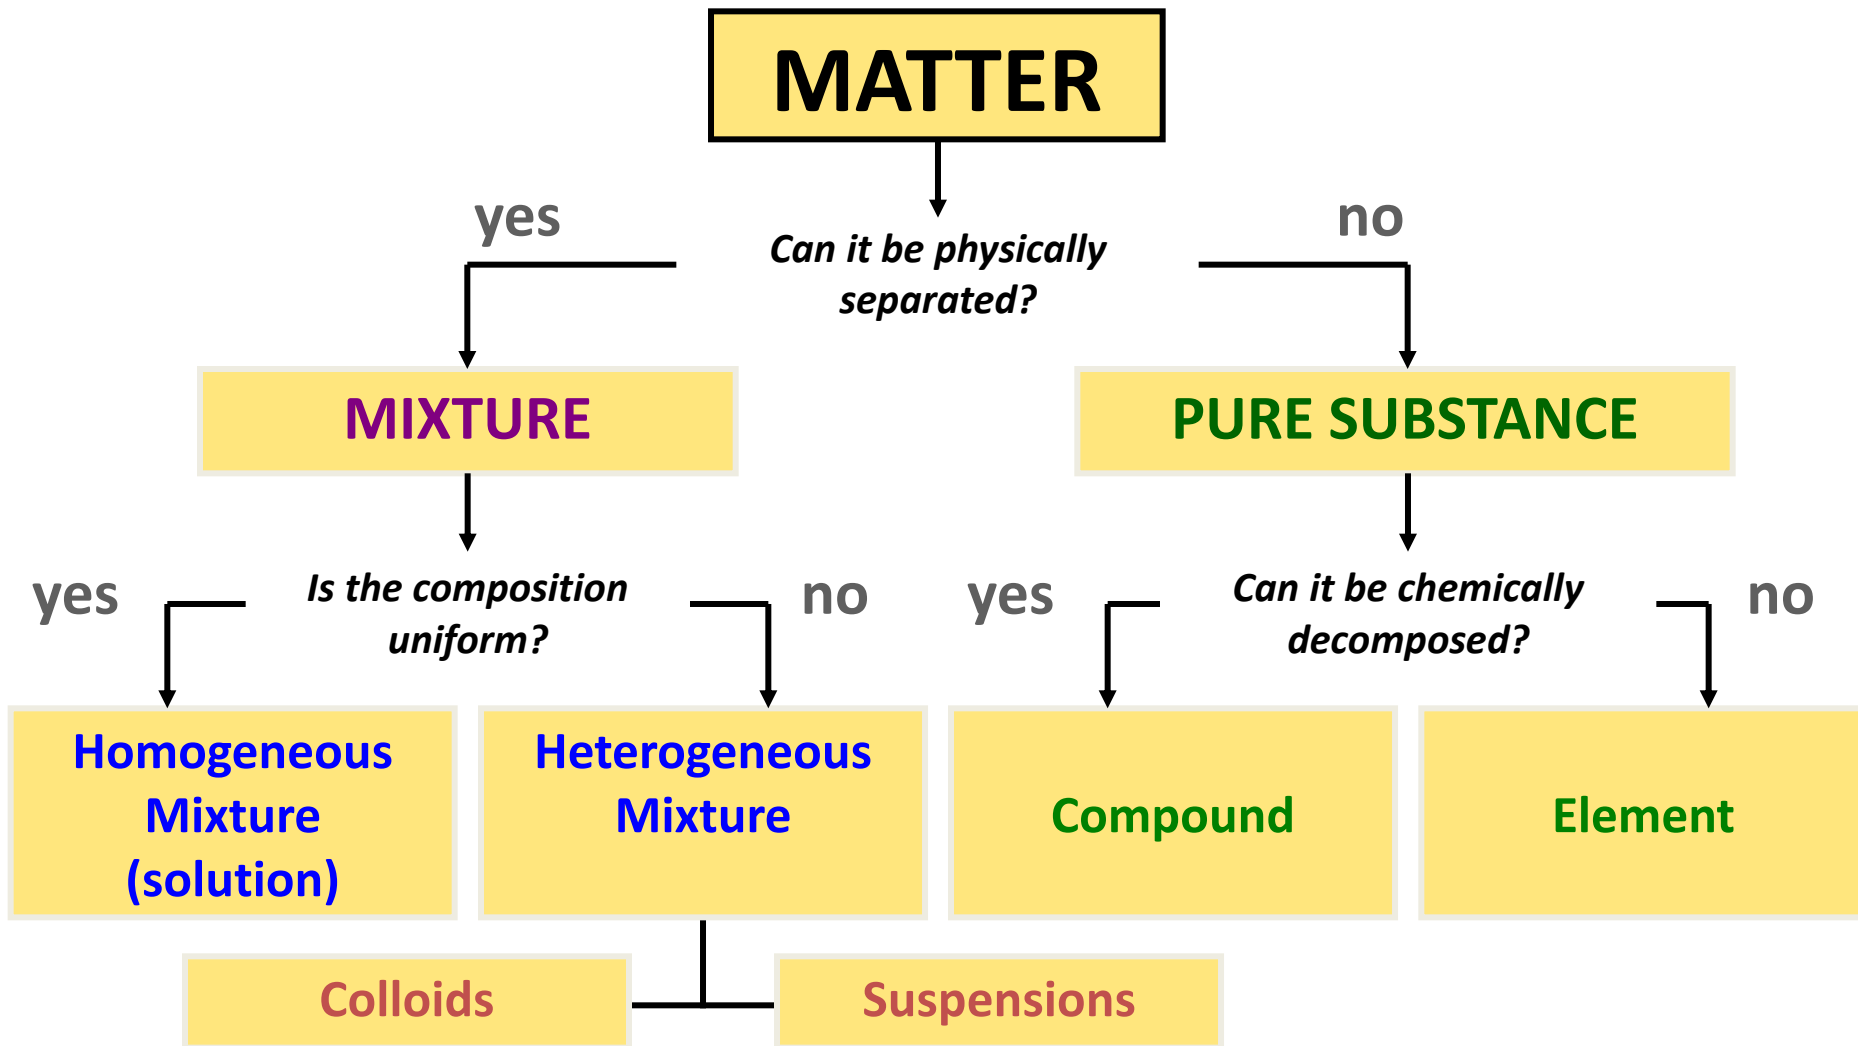 MATTER
yes
no
Can it be physically
separated?
MIXTURE
PURE SUBSTANCE
yes
Is the composition
uniform?
no
yes
Can it be chemically
decomposed?
no
Homogeneous
Mixture
(solution)
Heterogeneous
Mixture
Compound
Element
Colloids
Suspensions